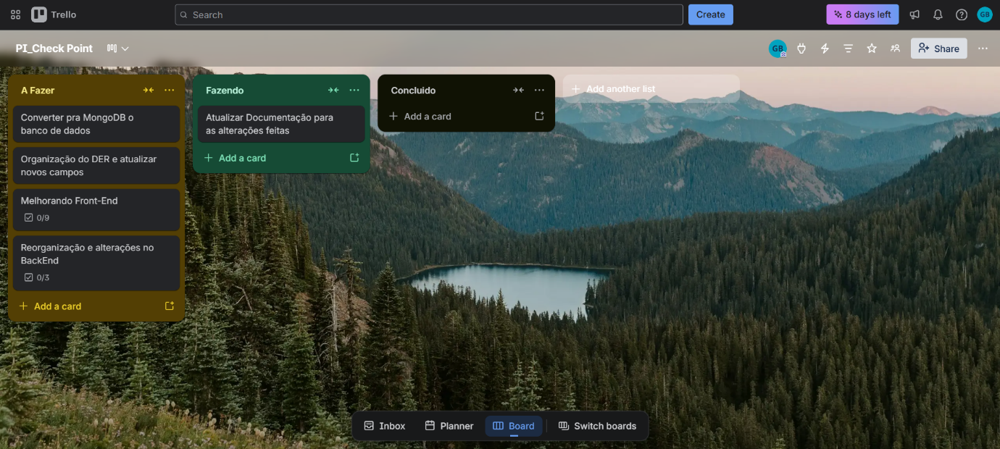 Trello
Search
Create
8 days left
GB
PI_Check Point
GB
Share
A Fazer
Converter pra MongoDB o
banco de dados
Organização do DER e atualizar
novos campos
Melhorando Front-End
0/9
Reorganização e alterações no
BackEnd
0/3
Add a card
Fazendo
Atualizar Documentação para
as alterações feitas
Add a card
Concluido
Add a card
Add another list
Inbox
Planner
Board
Switch boards